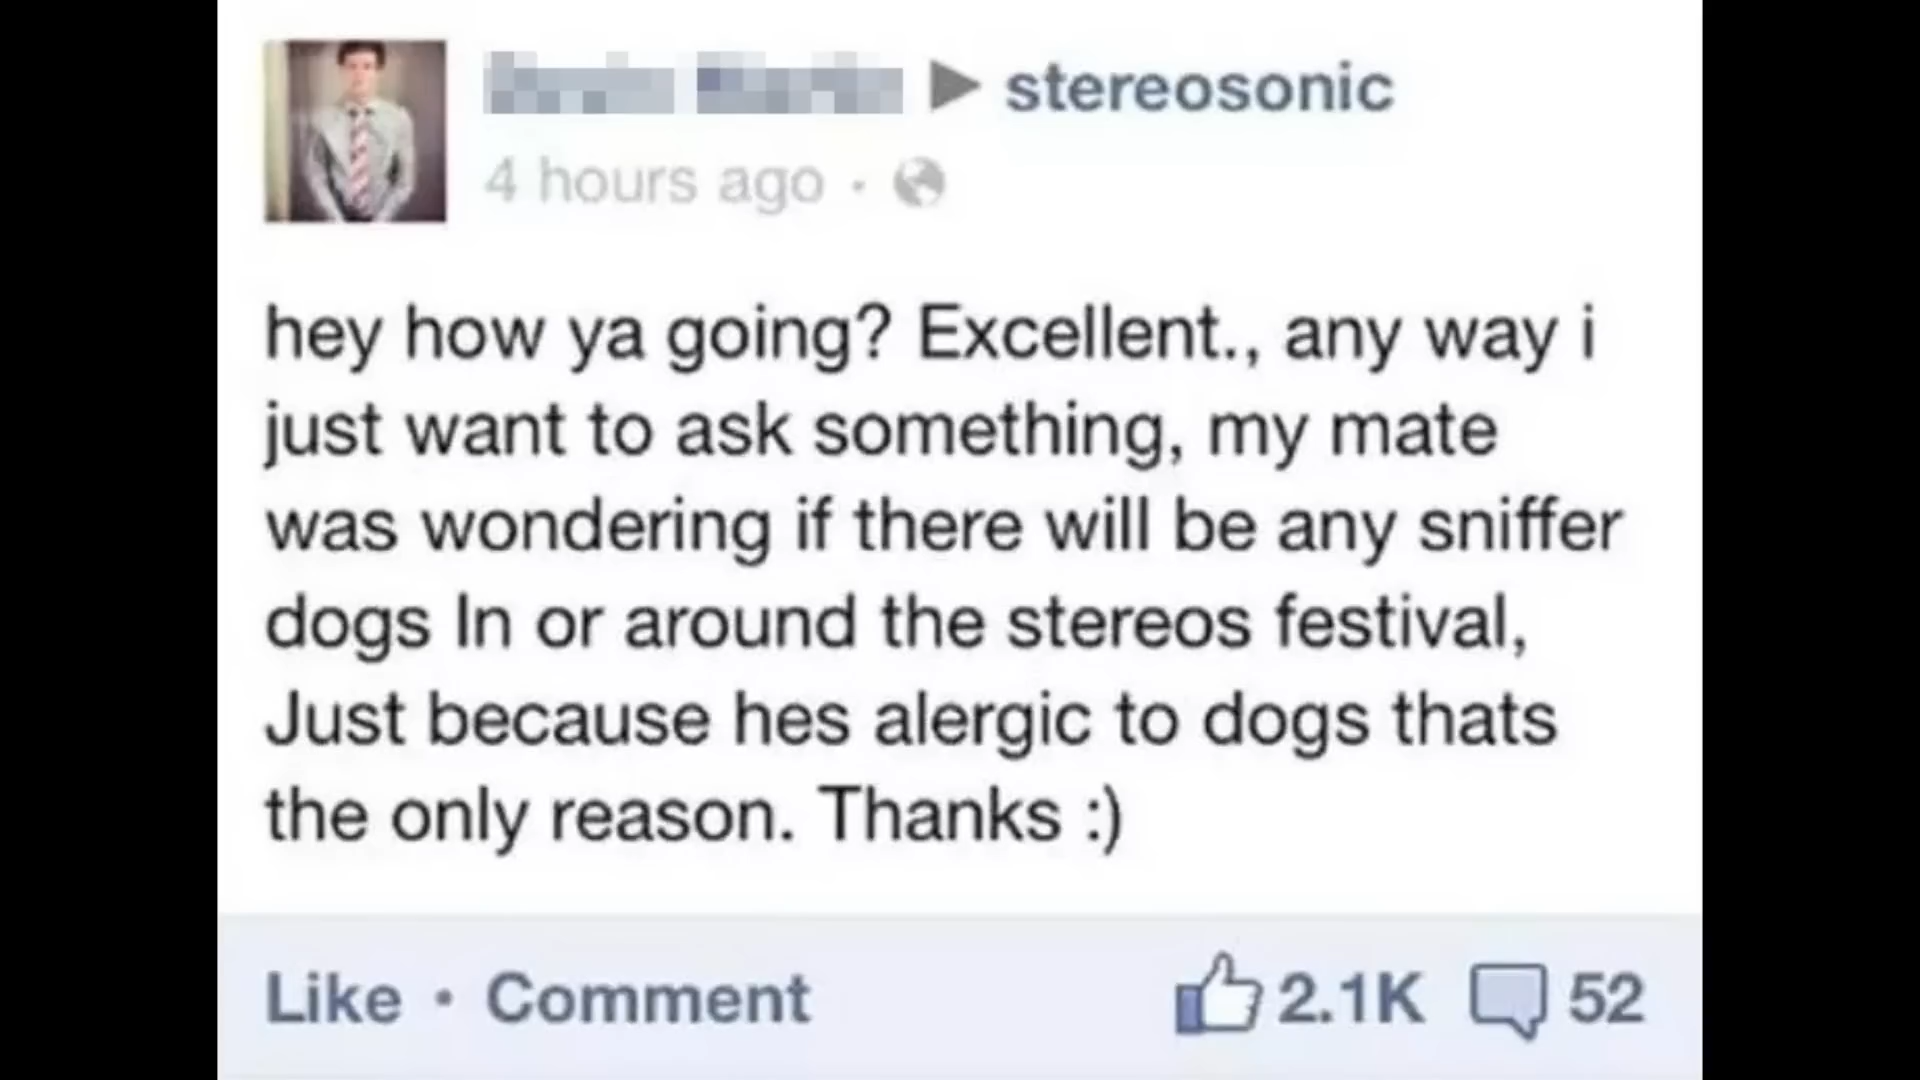 stereosonic
4 hours ago ·
hey how ya going? Excellent., any way i
just want to ask something, my mate
was wondering if there will be any sniffer
dogs In or around the stereos festival,
Just because hes alergic to dogs thats
the only reason. Thanks :)
Like · Comment 2.1K 52